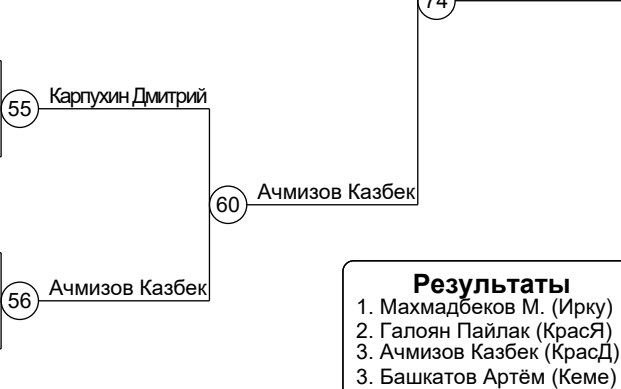 74
Карпухин Дмитрий
55
Ачмизов Казбек
60
Ачмизов Казбек
56
Результаты
1. Махмадбеков М. (Ирку)
2. Галоян Пайлак (КрасЯ)
3. Ачмизов Казбек (КрасД)
3. Башкатов Артём (Кеме)